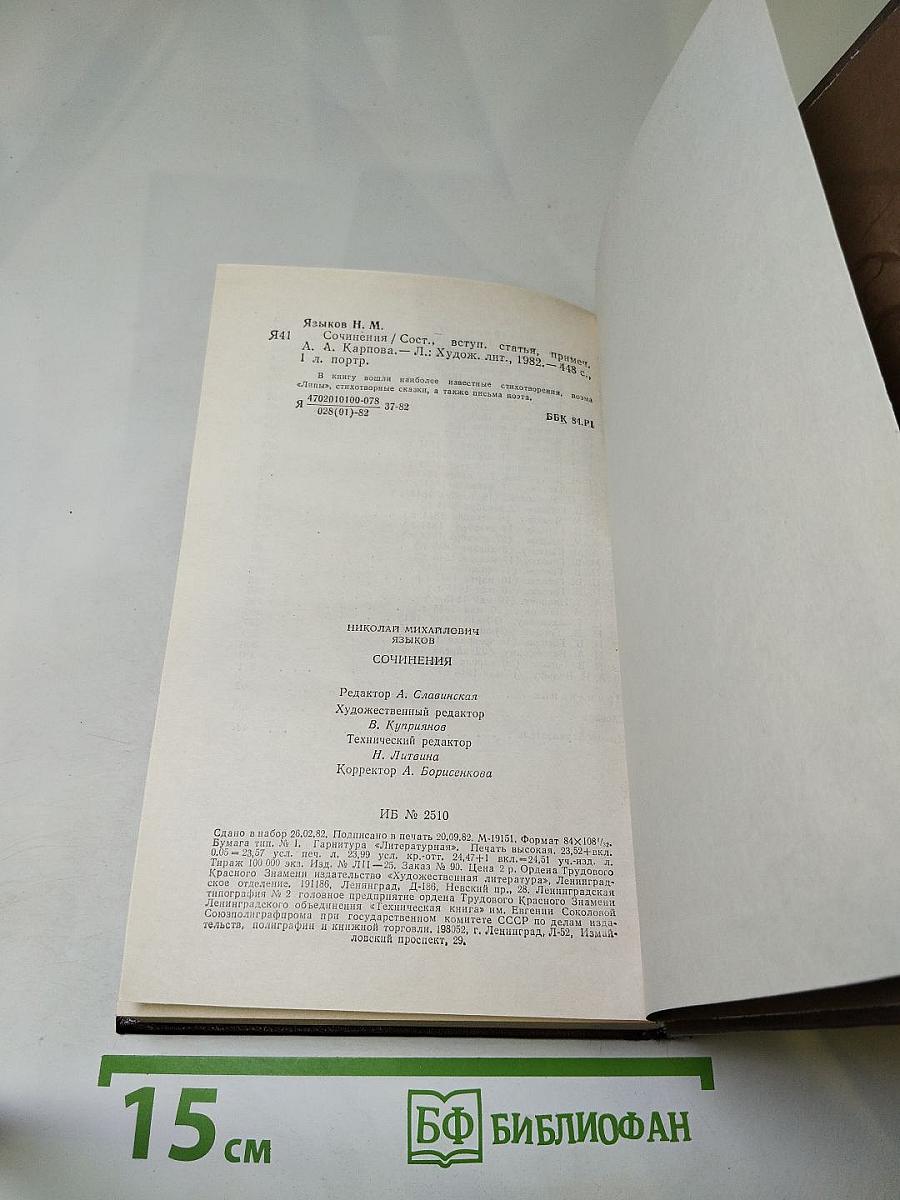 Языков Н. М.
Я41 Сочинения / Сост., вступ. статья, примеч.
А. А. Карпова. — Л.: Худож. лит., 1982. — 448 с.,
1 л. портр.
В книгу вошли наиболее известные стихотворения, поэма
«Липы», стихотворные сказки, а также письма поэта.
Я 4702010100-078 37-82
028(01)-82
ББК 84.Р1
НИКОЛАЙ МИХАЙЛОВИЧ
ЯЗЫКОВ
СОЧИНЕНИЯ
Редактор А. Славинская
Художественный редактор
В. Куприянов
Технический редактор
Н. Литвина
Корректор А. Борисенкова
ИБ № 2510
Сдано в набор 26.02.82. Подписано в печать 20.09.82. М-19151. Формат 84×108 1/32.
Бумага тип. № 1. Гарнитура «Литературная». Печать высокая. 23,52+вкл.
0,05=23,57 усл. печ. л. 23,99 усл. кр.-отт. 24,47+1 вкл.=24,51 уч.-изд. л.
Тираж 100 000 экз. Изд. № ЛП—25. Заказ № 90. Цена 2 р. Ордена Трудового
Красного Знамени издательство «Художественная литература», Ленинград-
ское отделение. 191186, Ленинград, Д-186, Невский пр., 28. Ленинградская
типография № 2 головное предприятие ордена Трудового Красного Знамени
Ленинградского объединения «Техническая книга» им. Евгении Соколовой
Союзполиграфпрома при государственном комитете СССР по делам изда-
тельств, полиграфии и книжной торговли. 198052, г. Ленинград, Л-52, Измай-
ловский проспект, 29.
15 см
БФ БИБЛИОФАН